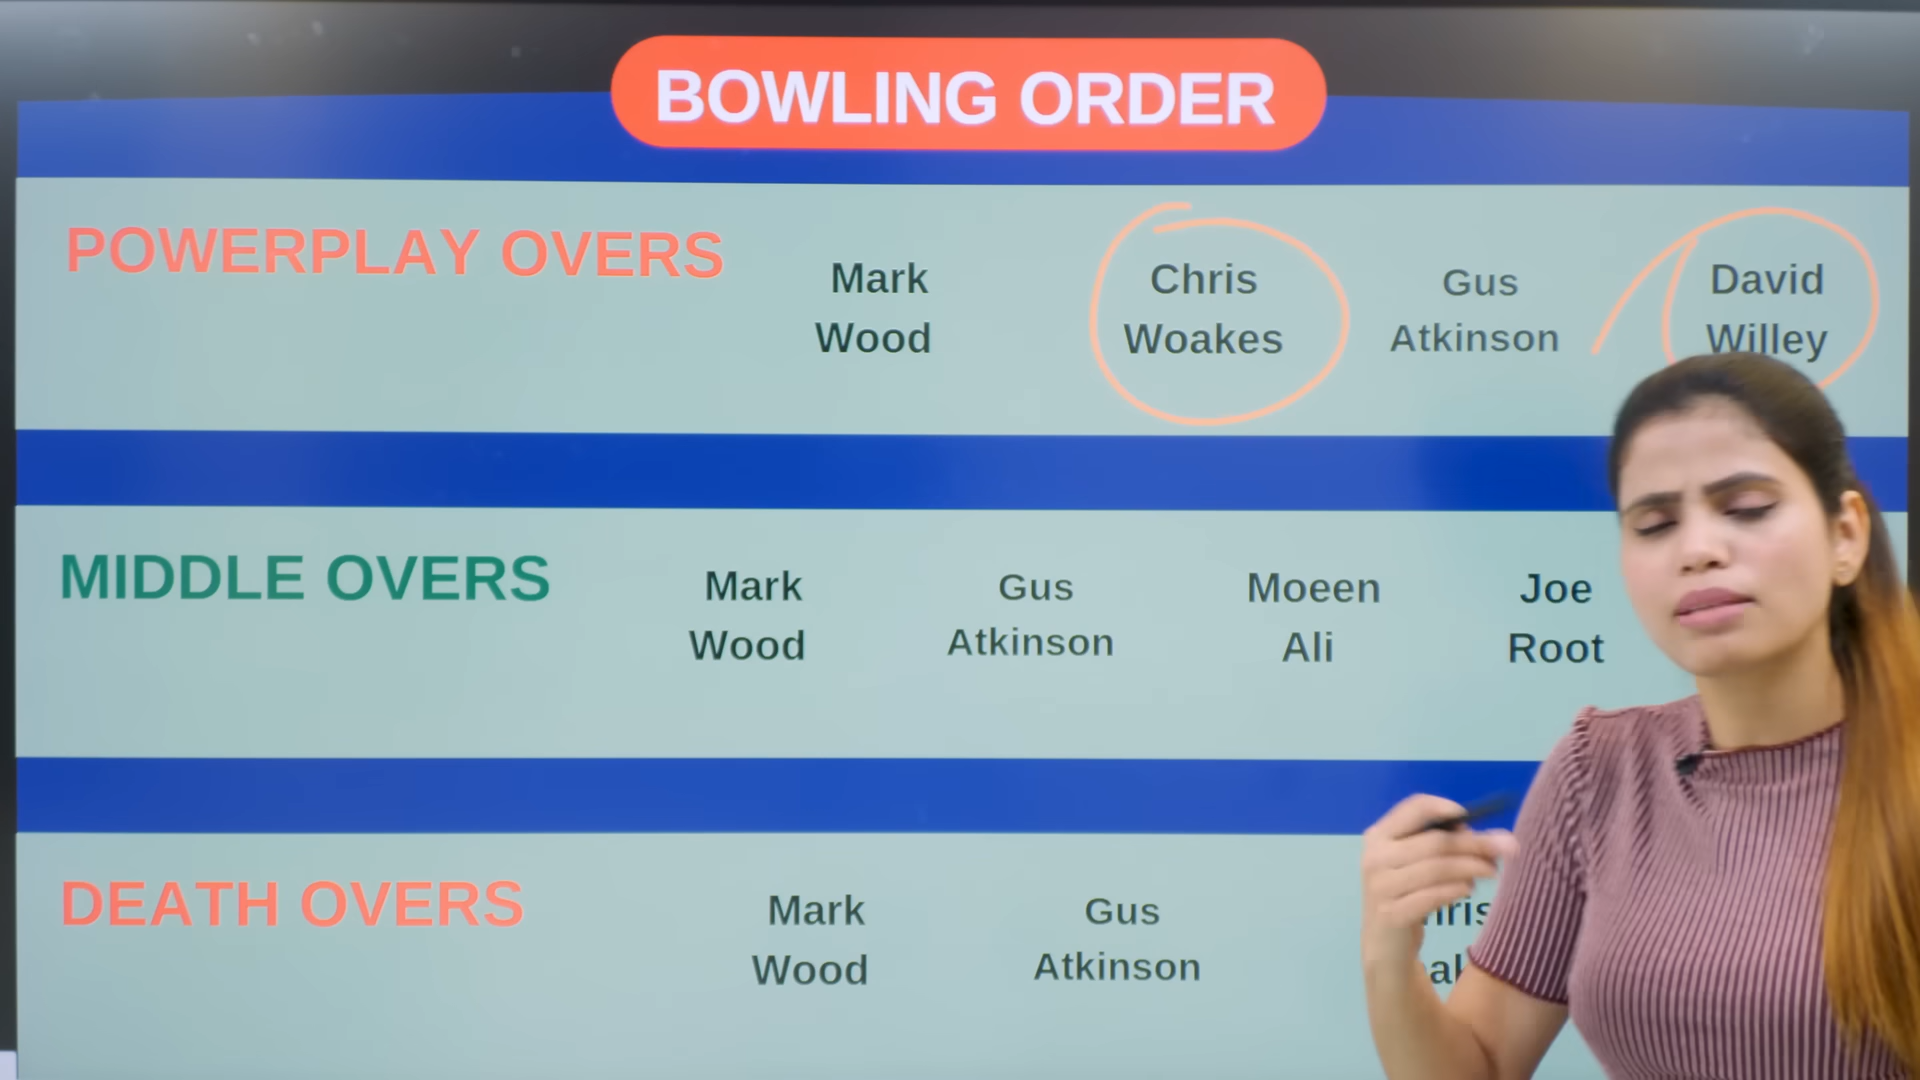 BOWLING ORDER
POWERPLAY OVERS
Mark
Wood
Chris
Woakes
Gus
Atkinson
David
Willey
MIDDLE OVERS
Mark
Wood
Gus
Atkinson
Moeen
Ali
Joe
Root
DEATH OVERS
Mark
Wood
Gus
Atkinson